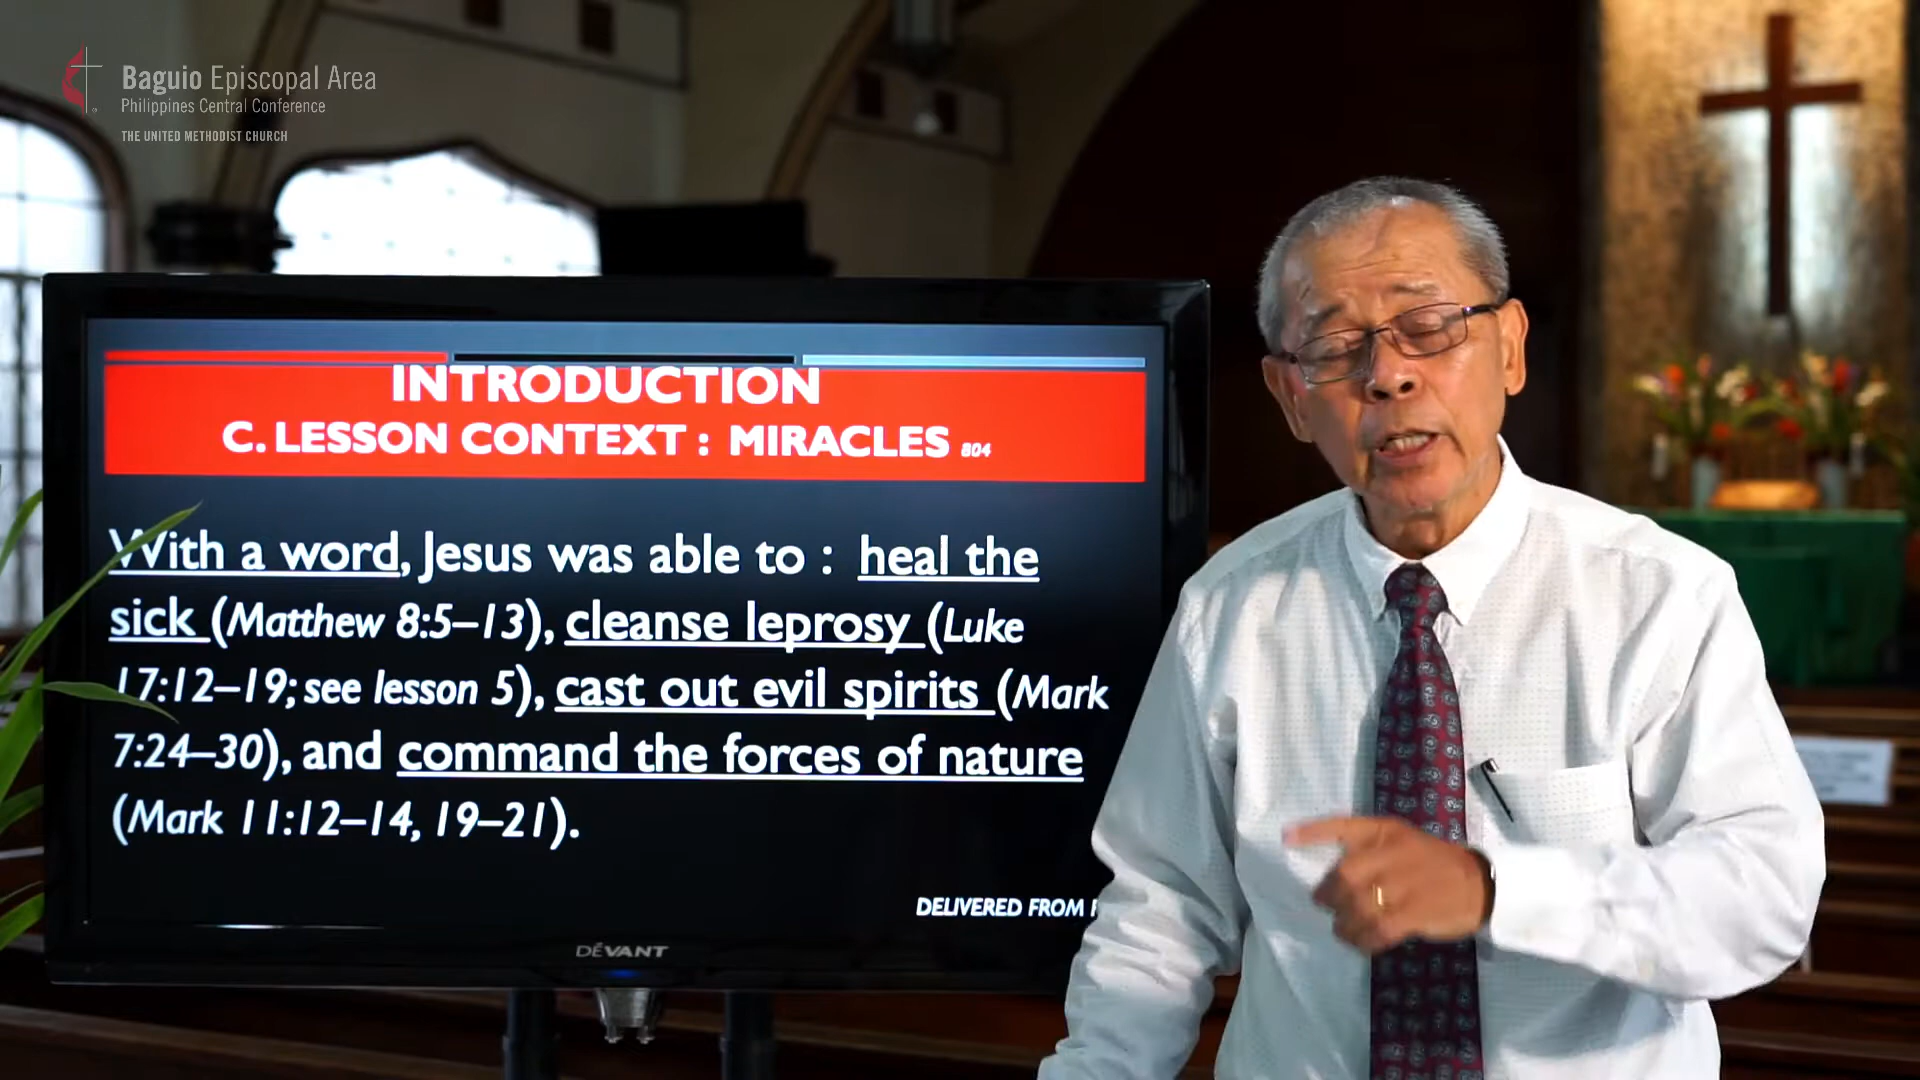 Baguio Episcopal Area
Philippines Central Conference
THE UNITED METHODIST CHURCH
INTRODUCTION
C. LESSON CONTEXT : MIRACLES 804
With a word, Jesus was able to : heal the
sick (Matthew 8:5–13), cleanse leprosy (Luke
17:12–19; see lesson 5), cast out evil spirits (Mark
7:24–30), and command the forces of nature
(Mark 11:12–14, 19–21).
DELIVERED FROM
DEVANT